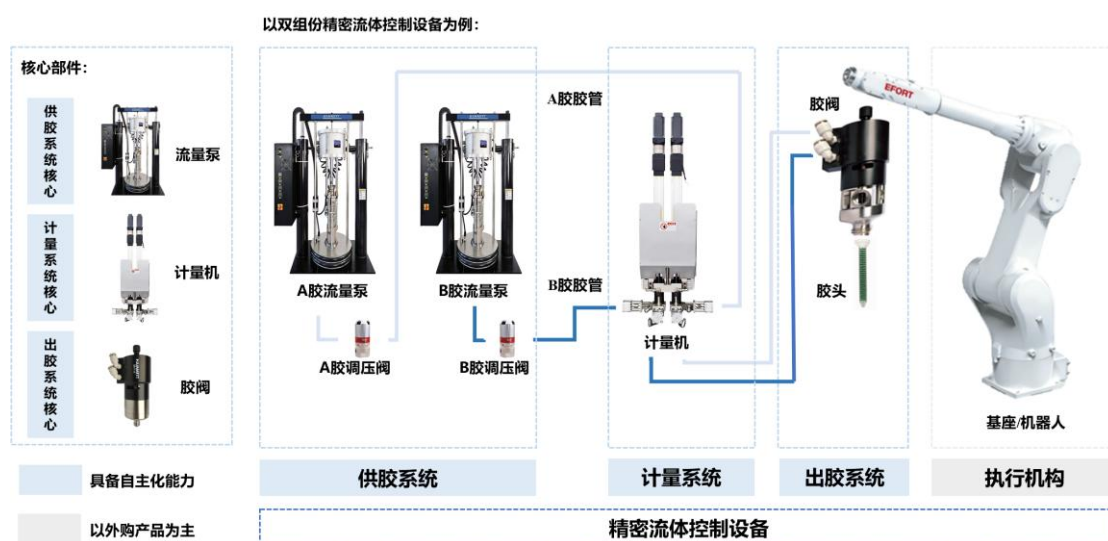 以双组份精密流体控制设备为例：
核心部件：
供胶系统核心
流量泵
计量系统核心
计量机
出胶系统核心
胶阀
具备自主化能力
以外购产品为主
A胶流量泵
B胶流量泵
A胶调压阀
B胶调压阀
供胶系统
A胶胶管
B胶胶管
计量机
计量系统
胶阀
胶头
出胶系统
EFORT
基座/机器人
执行机构
精密流体控制设备